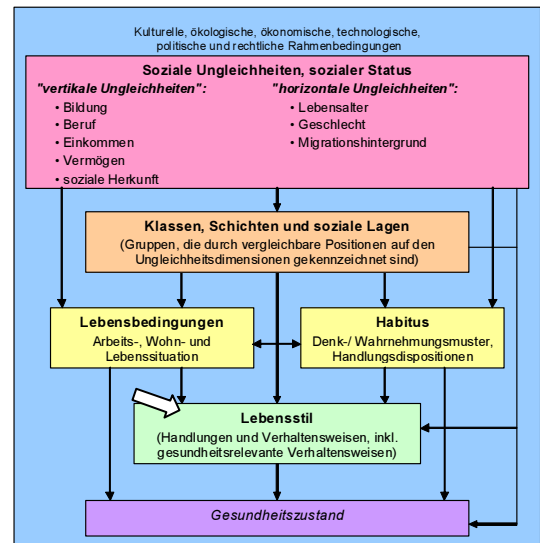 Kulturelle, ökologische, ökonomische, technologische,
politische und rechtliche Rahmenbedingungen
Soziale Ungleichheiten, sozialer Status
"vertikale Ungleichheiten":
• Bildung
• Beruf
• Einkommen
• Vermögen
• soziale Herkunft
"horizontale Ungleichheiten":
• Lebensalter
• Geschlecht
• Migrationshintergrund
Klassen, Schichten und soziale Lagen
(Gruppen, die durch vergleichbare Positionen auf den
Ungleichheitsdimensionen gekennzeichnet sind)
Lebensbedingungen
Arbeits-, Wohn- und
Lebenssituation
Habitus
Denk-/ Wahrnehmungsmuster,
Handlungsdispositionen
Lebensstil
(Handlungen und Verhaltensweisen, inkl.
gesundheitsrelevante Verhaltensweisen)
Gesundheitszustand